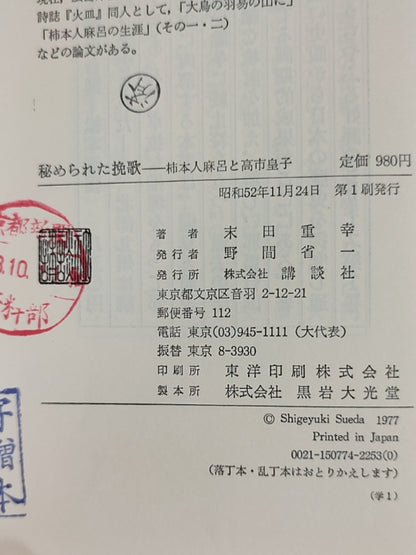 詩誌『火皿』同人として,「大鳥の羽易の山に」
「柿本人麻呂の生涯」(その一・二)
などの論文がある。
秘められた挽歌——柿本人麻呂と高市皇子 定価 980円
昭和52年11月24日 第1刷発行
著者 末田重幸
発行者 野間省一
発行所 株式会社 講談社
東京都文京区音羽 2-12-21
郵便番号 112
電話 東京(03)945-1111 (大代表)
振替 東京 8-3930
印刷所 東洋印刷株式会社
製本所 株式会社 黒岩大光堂
© Shigeyuki Sueda 1977
Printed in Japan
0021-150774-2253(0)
(落丁本・乱丁本はおとりかえします)
(学1)
京都
.10.
部
本